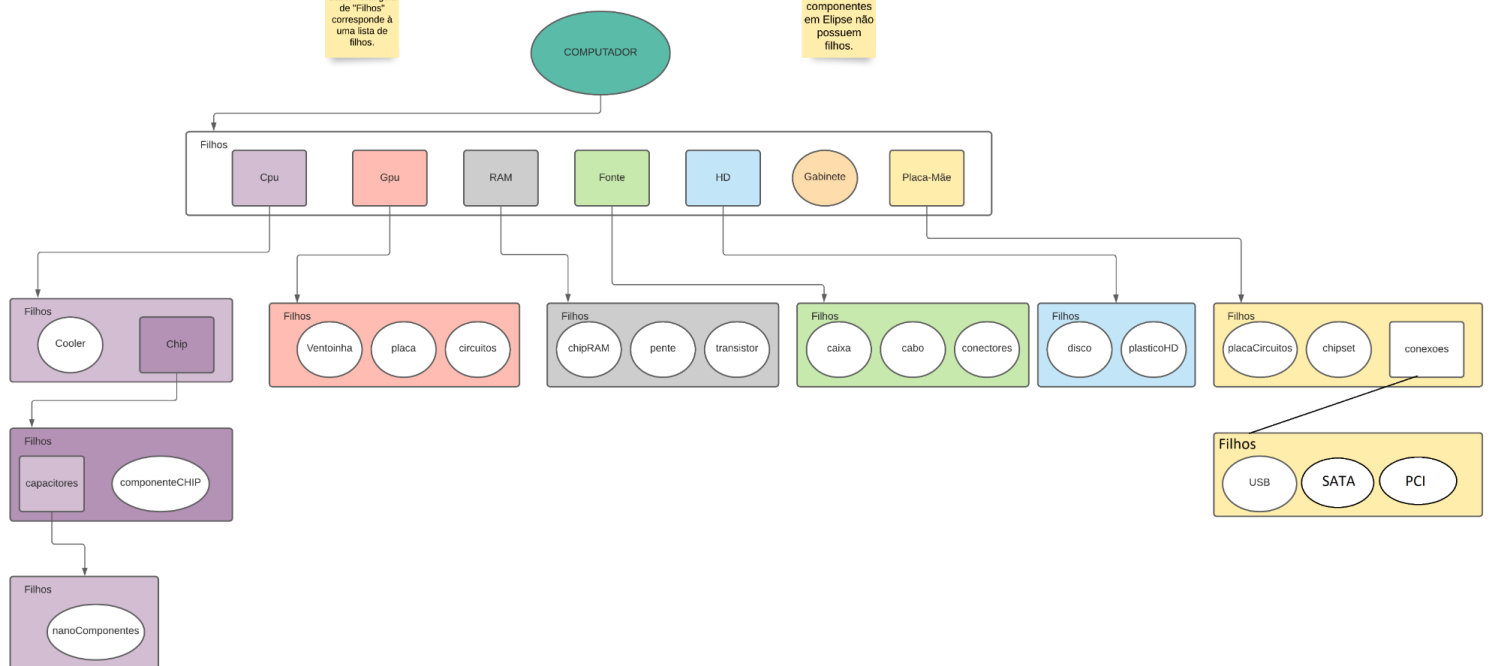 de "Filhos"
corresponde à
uma lista de
filhos.
componentes
em Elipse não
possuem
filhos.
COMPUTADOR
Filhos
Cpu
Gpu
RAM
Fonte
HD
Gabinete
Placa-Mãe
Filhos
Cooler
Chip
Filhos
Ventoinha
placa
circuitos
Filhos
chipRAM
pente
transistor
Filhos
caixa
cabo
conectores
Filhos
disco
plasticoHD
Filhos
placaCircuitos
chipset
conexoes
Filhos
capacitores
componenteCHIP
Filhos
USB
SATA
PCI
Filhos
nanoComponentes